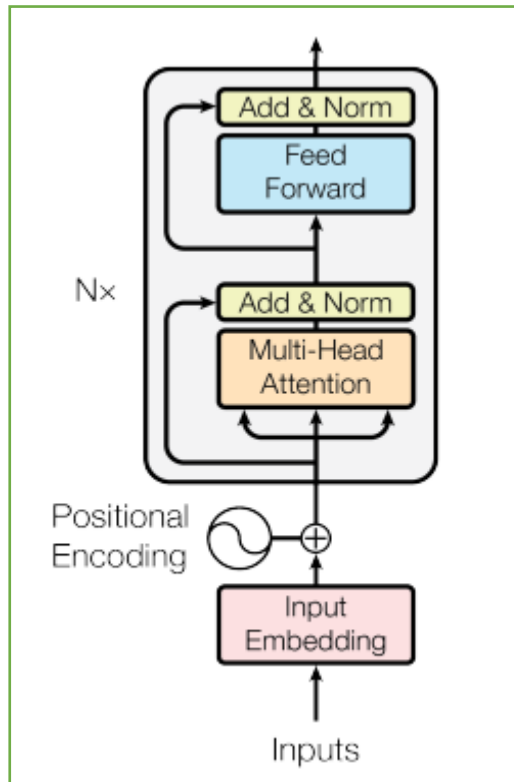 Add & Norm
Feed
Forward
Nx
Add & Norm
Multi-Head
Attention
Positional
Encoding
Input
Embedding
Inputs